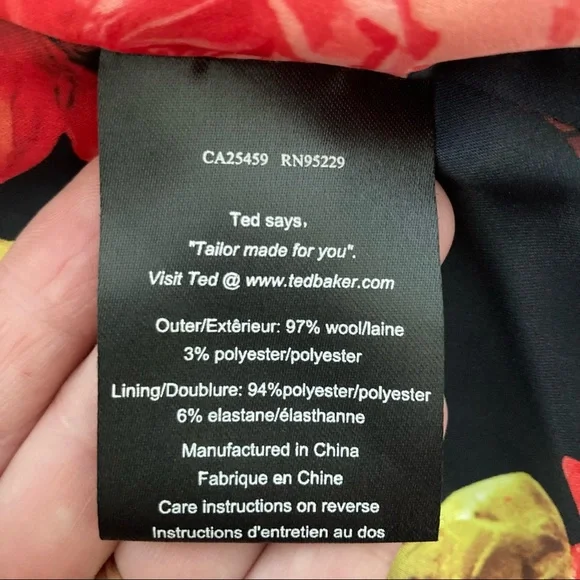 CA25459 RN95229
Ted says,
"Tailor made for you".
Visit Ted @ www.tedbaker.com
Outer/Extêrieur: 97% wool/laine
3% polyester/polyester
Lining/Doublure: 94%polyester/polyester
6% elastane/élasthanne
Manufactured in China
Fabrique en Chine
Care instructions on reverse
Instructions d'entretien au dos